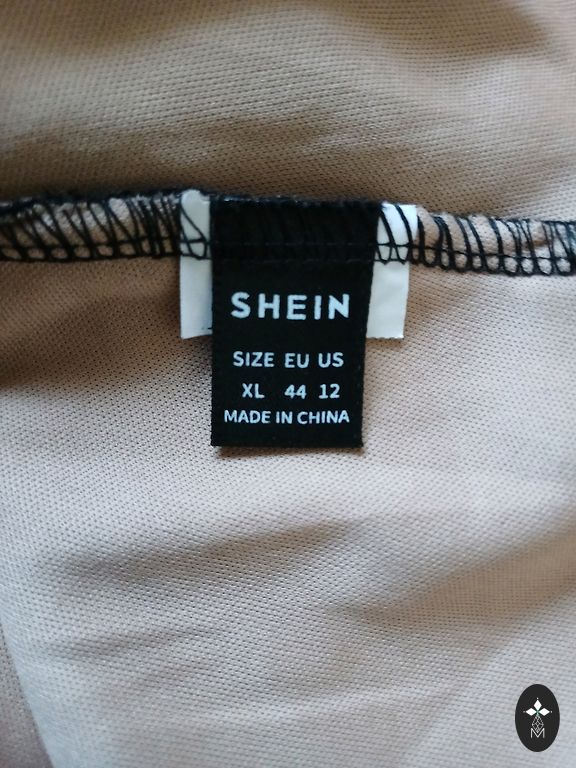 SHEIN
SIZE EU US
XL 44 12
MADE IN CHINA
M